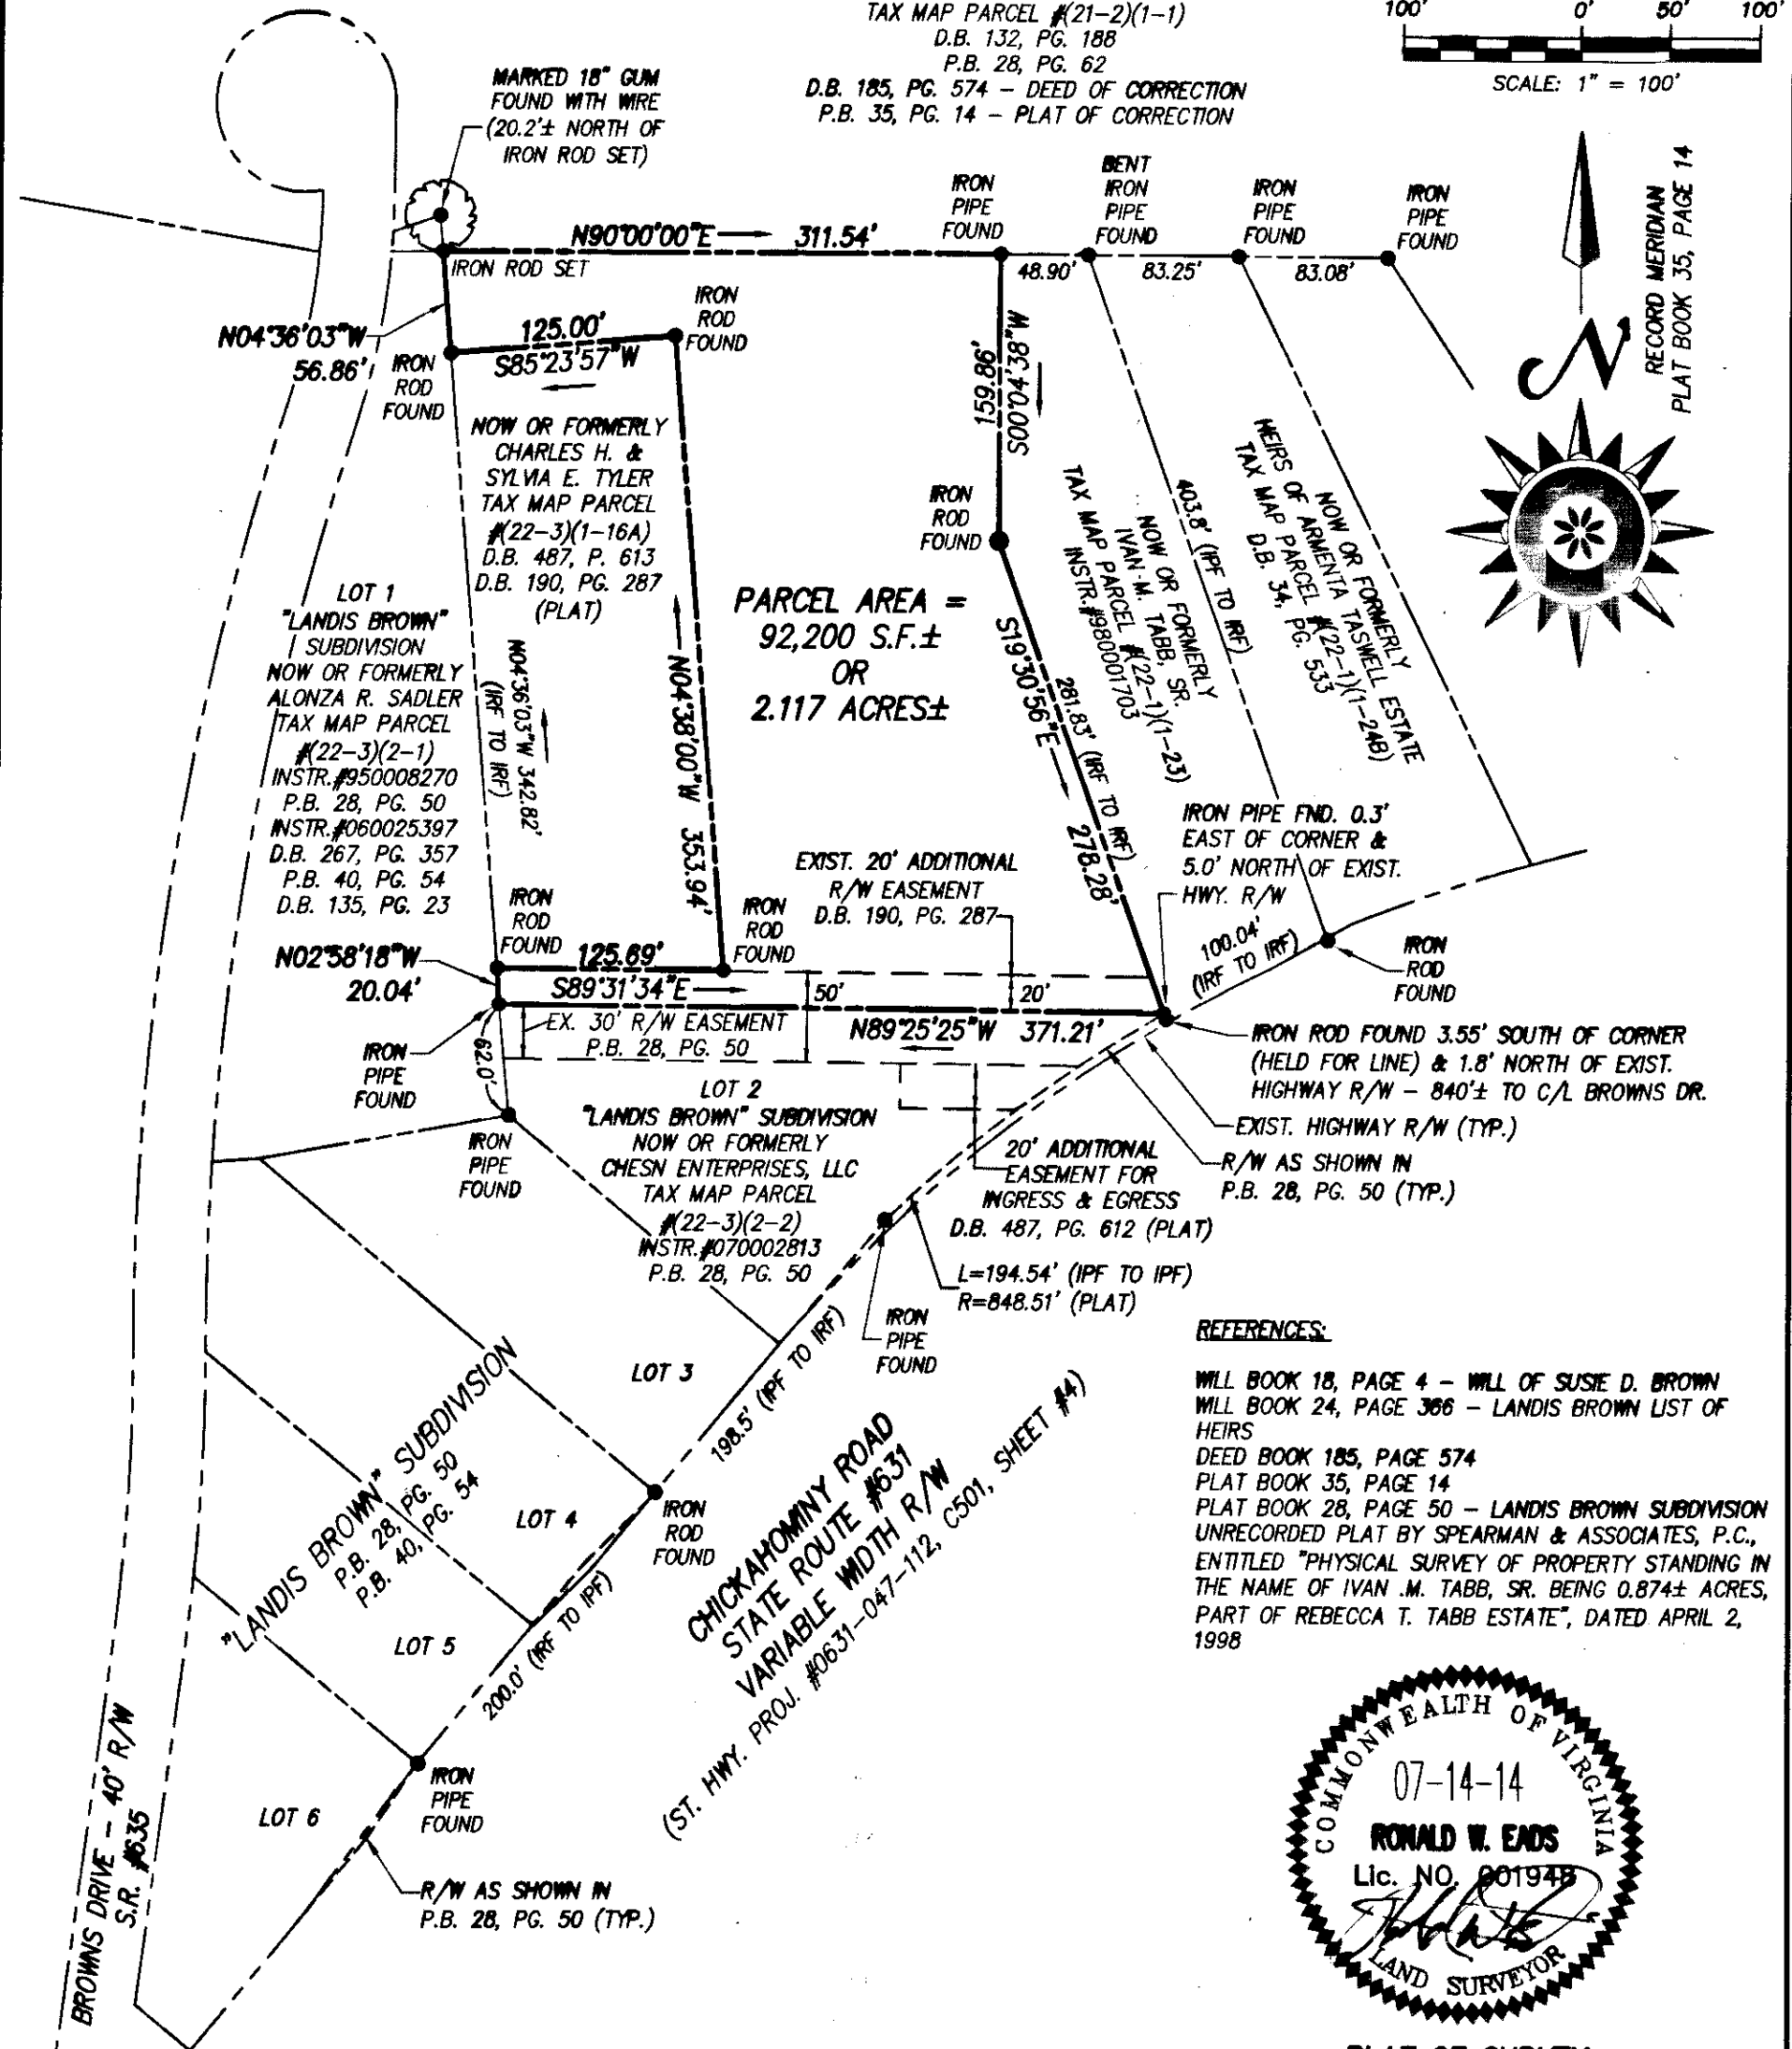 TAX MAP PARCEL #(21-2)(1-1)
D.B. 132, PG. 188
P.B. 28, PG. 62
D.B. 185, PG. 574 - DEED OF CORRECTION
P.B. 35, PG. 14 - PLAT OF CORRECTION
100' 0' 50' 100'
SCALE: 1" = 100'
RECORD MERIDIAN
PLAT BOOK 35, PAGE 14
N
MARKED 18" GUM
FOUND WITH WIRE
(20.2'± NORTH OF
IRON ROD SET)
IRON
PIPE
FOUND
BENT
IRON
PIPE
FOUND
IRON
PIPE
FOUND
IRON
PIPE
FOUND
N90°00'00"E 311.54'
48.90'
83.25'
83.08'
IRON ROD SET
N04°36'03"W
56.86'
IRON
ROD
FOUND
125.00'
S85°23'57"W
IRON
ROD
FOUND
159.86'
S00°04'38"W
NOW OR FORMERLY
CHARLES H. &
SYLVIA E. TYLER
TAX MAP PARCEL
#(22-3)(1-16A)
D.B. 487, P. 613
D.B. 190, PG. 287
(PLAT)
IRON
ROD
FOUND
403.8' (IPF TO IRF)
NOW OR FORMERLY
HEIRS OF ARMENTA TASWELL ESTATE
TAX MAP PARCEL #(22-1)(1-24B)
D.B. 34, PG. 533
NOW OR FORMERLY
IVAN M. TABB, SR.
TAX MAP PARCEL #(22-1)(1-23)
INSTR.#980001703
LOT 1
"LANDIS BROWN"
SUBDIVISION
NOW OR FORMERLY
ALONZA R. SADLER
TAX MAP PARCEL
#(22-3)(2-1)
INSTR.#950008270
P.B. 28, PG. 50
INSTR.#060025397
D.B. 267, PG. 357
P.B. 40, PG. 54
D.B. 135, PG. 23
N04°36'03"W 342.82'
(IRF TO IRF)
N04°38'00"W 353.94'
PARCEL AREA =
92,200 S.F.±
OR
2.117 ACRES±
S19°30'56"E 278.28'
281.83' (IRF TO IRF)
IRON PIPE FND. 0.3'
EAST OF CORNER &
5.0' NORTH OF EXIST.
HWY. R/W
EXIST. 20' ADDITIONAL
R/W EASEMENT
D.B. 190, PG. 287
IRON
ROD
FOUND
IRON
ROD
FOUND
100.04'
(IRF TO IRF)
IRON
ROD
FOUND
N02°58'18"W
20.04'
125.69'
S89°31'34"E
50'
20'
EX. 30' R/W EASEMENT
P.B. 28, PG. 50
N89°25'25"W 371.21'
IRON ROD FOUND 3.55' SOUTH OF CORNER
(HELD FOR LINE) & 1.8' NORTH OF EXIST.
HIGHWAY R/W - 840'± TO C/L BROWNS DR.
IRON
PIPE
FOUND
62.0'
IRON
PIPE
FOUND
LOT 2
"LANDIS BROWN" SUBDIVISION
NOW OR FORMERLY
CHESN ENTERPRISES, LLC
TAX MAP PARCEL
#(22-3)(2-2)
INSTR.#070002813
P.B. 28, PG. 50
EXIST. HIGHWAY R/W (TYP.)
R/W AS SHOWN IN
P.B. 28, PG. 50 (TYP.)
20' ADDITIONAL
EASEMENT FOR
INGRESS & EGRESS
D.B. 487, PG. 612 (PLAT)
L=194.54' (IPF TO IPF)
R=848.51' (PLAT)
IRON
PIPE
FOUND
LOT 3
198.5' (IPF TO IRF)
"LANDIS BROWN" SUBDIVISION
P.B. 28, PG. 50
P.B. 40, PG. 54
LOT 4
IRON
ROD
FOUND
LOT 5
200.0' (IRF TO IPF)
CHICKAHOMINY ROAD
STATE ROUTE #631
VARIABLE WIDTH R/W
(ST. HWY. PROJ. #0631-047-112, C501, SHEET #4)
LOT 6
IRON
PIPE
FOUND
R/W AS SHOWN IN
P.B. 28, PG. 50 (TYP.)
BROWNS DRIVE - 40' R/W
S.R. #635
REFERENCES:
WILL BOOK 18, PAGE 4 - WILL OF SUSIE D. BROWN
WILL BOOK 24, PAGE 366 - LANDIS BROWN LIST OF
HEIRS
DEED BOOK 185, PAGE 574
PLAT BOOK 35, PAGE 14
PLAT BOOK 28, PAGE 50 - LANDIS BROWN SUBDIVISION
UNRECORDED PLAT BY SPEARMAN & ASSOCIATES, P.C.,
ENTITLED "PHYSICAL SURVEY OF PROPERTY STANDING IN
THE NAME OF IVAN .M. TABB, SR. BEING 0.874± ACRES,
PART OF REBECCA T. TABB ESTATE", DATED APRIL 2,
1998
COMMONWEALTH OF VIRGINIA
07-14-14
RONALD W. EADS
Lic. NO. 001948
LAND SURVEYOR